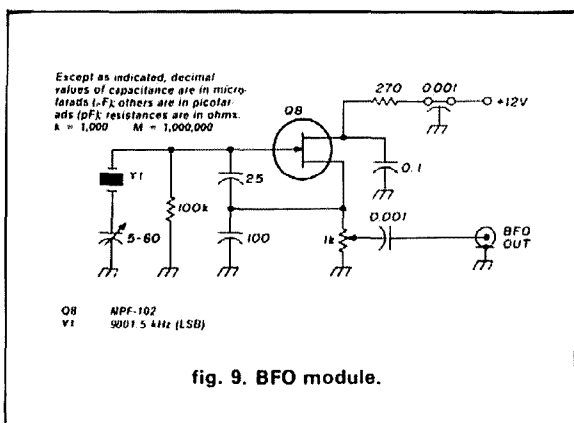 Except as indicated, decimal
values of capacitance are in micro-
farads (μF); others are in picofar-
ads (pF); resistances are in ohms.
k = 1,000 M = 1,000,000
270
0.001
+12V
Q8
Y1
25
0.1
100k
0.001
5-60
100
1k
BFO
OUT
Q8 MPF-102
Y1 9001.5 kHz (LSB)
fig. 9. BFO module.